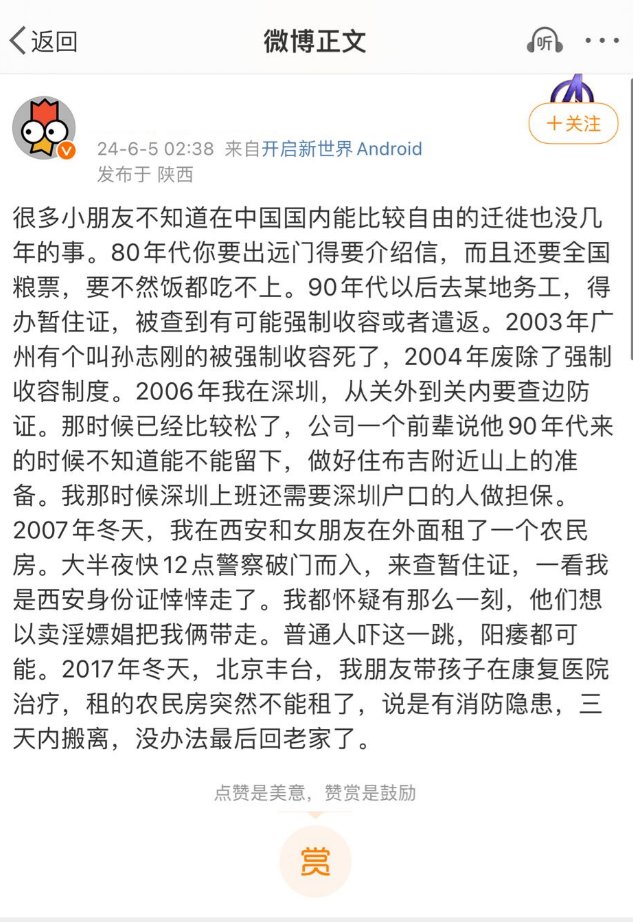 返回
微博正文
听
+关注
24-6-5 02:38 来自开启新世界Android
发布于 陕西
很多小朋友不知道在中国国内能比较自由的迁徙也没几
年的事。80年代你要出远门得要介绍信，而且还要全国
粮票，要不然饭都吃不上。90年代以后去某地务工，得
办暂住证，被查到有可能强制收容或者遣返。2003年广
州有个叫孙志刚的被强制收容死了，2004年废除了强制
收容制度。2006年我在深圳，从关外到关内要查边防
证。那时候已经比较松了，公司一个前辈说他90年代来
的时候不知道能不能留下，做好住布吉附近山上的准
备。我那时候深圳上班还需要深圳户口的人做担保。
2007年冬天，我在西安和女朋友在外面租了一个农民
房。大半夜快12点警察破门而入，来查暂住证，一看我
是西安身份证悻悻走了。我都怀疑有那么一刻，他们想
以卖淫嫖娼把我俩带走。普通人吓这一跳，阳痿都可
能。2017年冬天，北京丰台，我朋友带孩子在康复医院
治疗，租的农民房突然不能租了，说是有消防隐患，三
天内搬离，没办法最后回老家了。
点赞是美意，赞赏是鼓励
赏